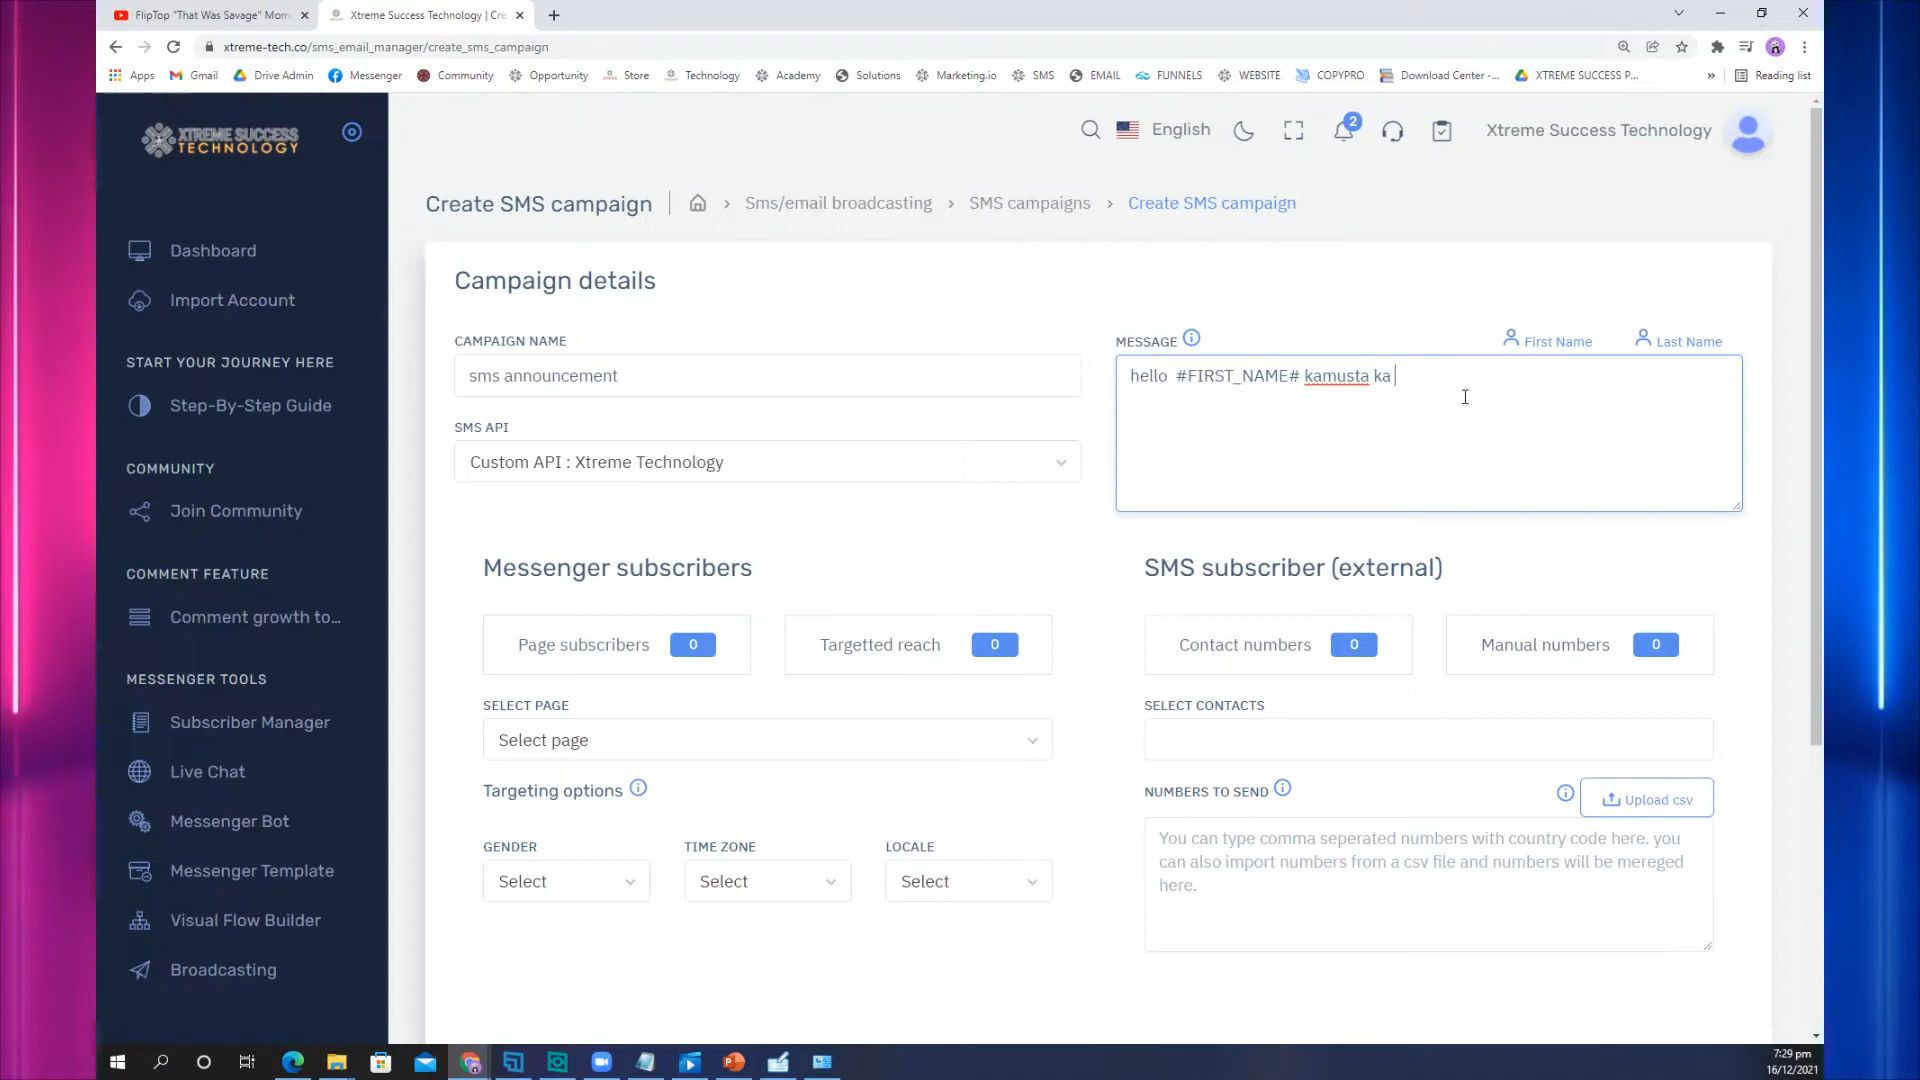 FlipTop "That Was Savage" Mom
Xtreme Success Technology | Cre
xtreme-tech.co/sms_email_manager/create_sms_campaign
Apps Gmail Drive Admin Messenger Community Opportunity Store Technology Academy Solutions Marketing.io SMS EMAIL FUNNELS WEBSITE COPYPRO Download Center -... XTREME SUCCESS P... » Reading list
XTREME SUCCESS
TECHNOLOGY
English
2
Xtreme Success Technology
Dashboard
Import Account
START YOUR JOURNEY HERE
Step-By-Step Guide
COMMUNITY
Join Community
COMMENT FEATURE
Comment growth to...
MESSENGER TOOLS
Subscriber Manager
Live Chat
Messenger Bot
Messenger Template
Visual Flow Builder
Broadcasting
Create SMS campaign
Sms/email broadcasting > SMS campaigns > Create SMS campaign
Campaign details
CAMPAIGN NAME
sms announcement
SMS API
Custom API : Xtreme Technology
MESSAGE
First Name
Last Name
hello  #FIRST_NAME# kamusta ka
Messenger subscribers
Page subscribers 0
Targetted reach 0
SELECT PAGE
Select page
Targeting options
GENDER
Select
TIME ZONE
Select
LOCALE
Select
SMS subscriber (external)
Contact numbers 0
Manual numbers 0
SELECT CONTACTS
NUMBERS TO SEND
Upload csv
You can type comma seperated numbers with country code here. you
can also import numbers from a csv file and numbers will be mereged
here.
7:29 pm
16/12/2021